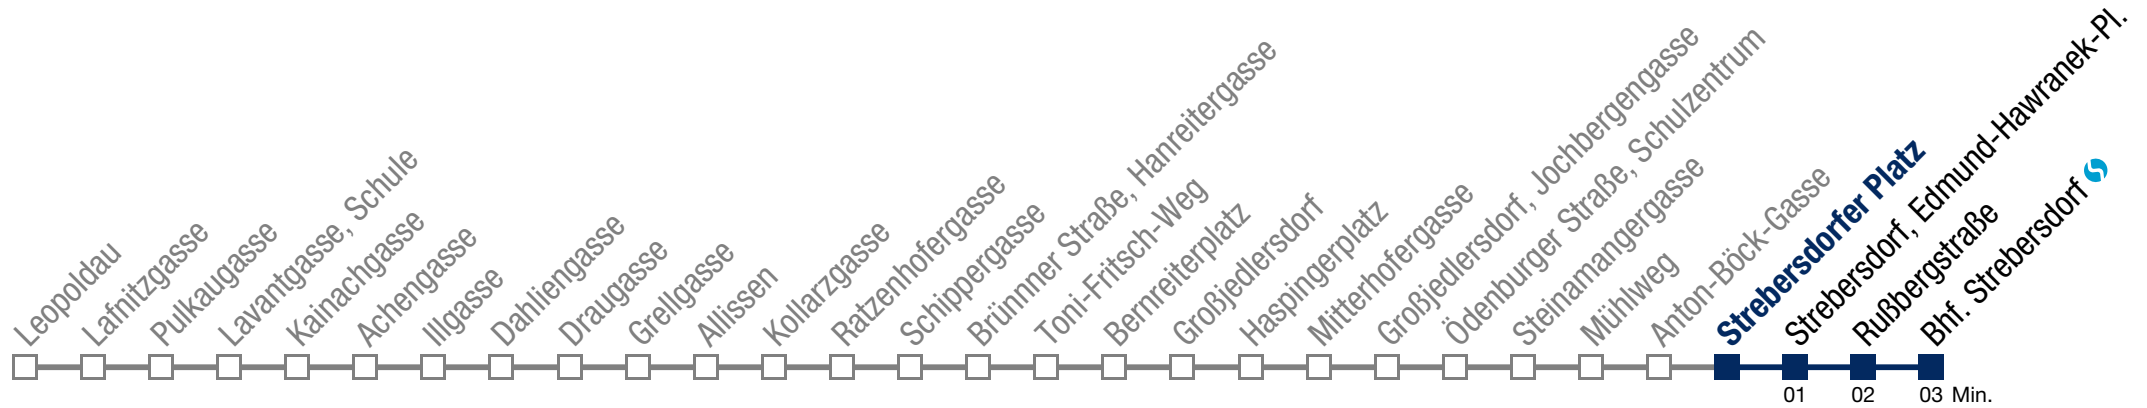 Leopoldau
Lafnitzgasse
Pulkaugasse
Lavantgasse, Schule
Kainachgasse
Achengasse
Illgasse
Dahliengasse
Draugasse
Grellgasse
Allissen
Kollarzgasse
Ratzenhofergasse
Schippergasse
Brünnner Straße, Hanreitergasse
Toni-Fritsch-Weg
Bernreiterplatz
Großjedlersdorf
Haspingerplatz
Mitterhofergasse
Großjedlersdorf, Jochbergengasse
Ödenburger Straße, Schulzentrum
Steinamangergasse
Mühlweg
Anton-Böck-Gasse
Strebersdorfer Platz
Strebersdorf, Edmund-Hawranek-Pl.
Rußbergstraße
Bhf. Strebersdorf
01 02 03 Min.